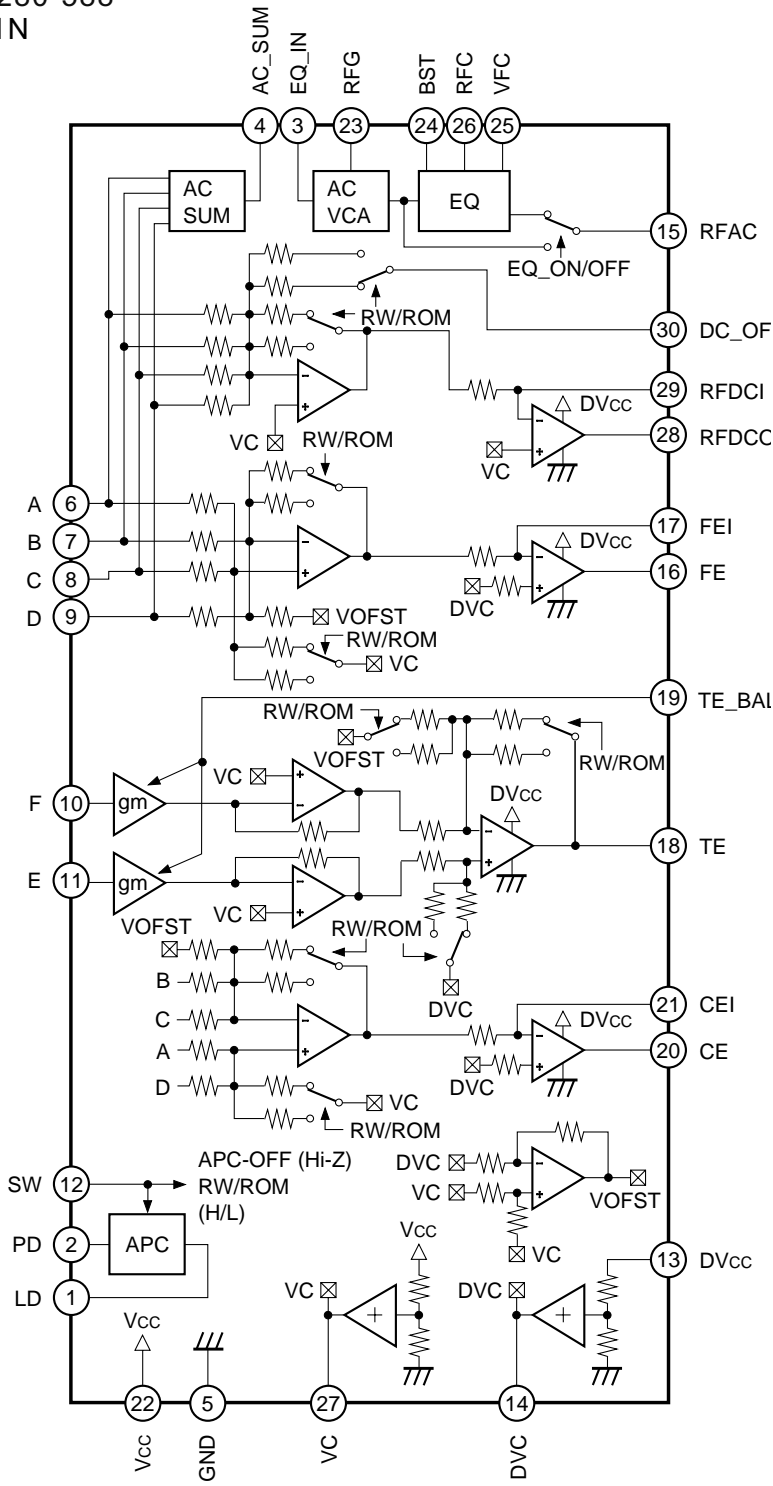 1N
AC_SUM
EQ_IN
RFG
BST
RFC
VFC
4
3
23
24
26
25
AC
SUM
AC
VCA
EQ
15
RFAC
EQ_ON/OFF
RW/ROM
30
DC_OF
29
RFDCI
DVcc
VC
28
RFDCO
VC
RW/ROM
A
6
B
7
C
8
D
9
17
FEI
DVcc
16
FE
DVC
VOFST
RW/ROM
VC
19
TE_BAL
RW/ROM
VOFST
RW/ROM
VC
DVcc
F
10
gm
18
TE
E
11
gm
VC
VOFST
RW/ROM
B
DVC
C
A
D
21
CEI
DVcc
20
CE
DVC
VC
RW/ROM
SW
12
APC-OFF (Hi-Z)
RW/ROM
(H/L)
DVC
VC
VOFST
VC
PD
2
APC
LD
1
Vcc
VC
DVC
13
DVcc
Vcc
22
5
27
14
Vcc
GND
VC
DVC